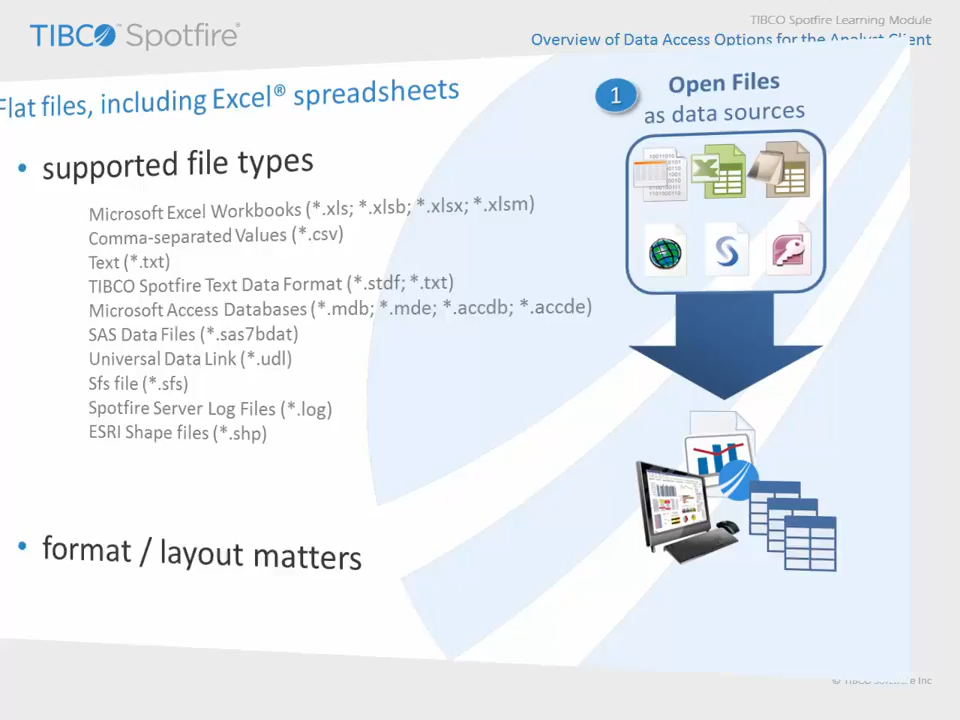 TIBCO™ Spotfire®
TIBCO Spotfire Learning Module
Overview of Data Access Options for the Analyst Client
Flat files, including Excel® spreadsheets
• supported file types
Microsoft Excel Workbooks (*.xls; *.xlsb; *.xlsx; *.xlsm)
Comma-separated Values (*.csv)
Text (*.txt)
TIBCO Spotfire Text Data Format (*.stdf; *.txt)
Microsoft Access Databases (*.mdb; *.mde; *.accdb; *.accde)
SAS Data Files (*.sas7bdat)
Universal Data Link (*.udl)
Sfs file (*.sfs)
Spotfire Server Log Files (*.log)
ESRI Shape files (*.shp)
• format / layout matters
1
Open Files
as data sources
© TIBCO Spotfire Inc